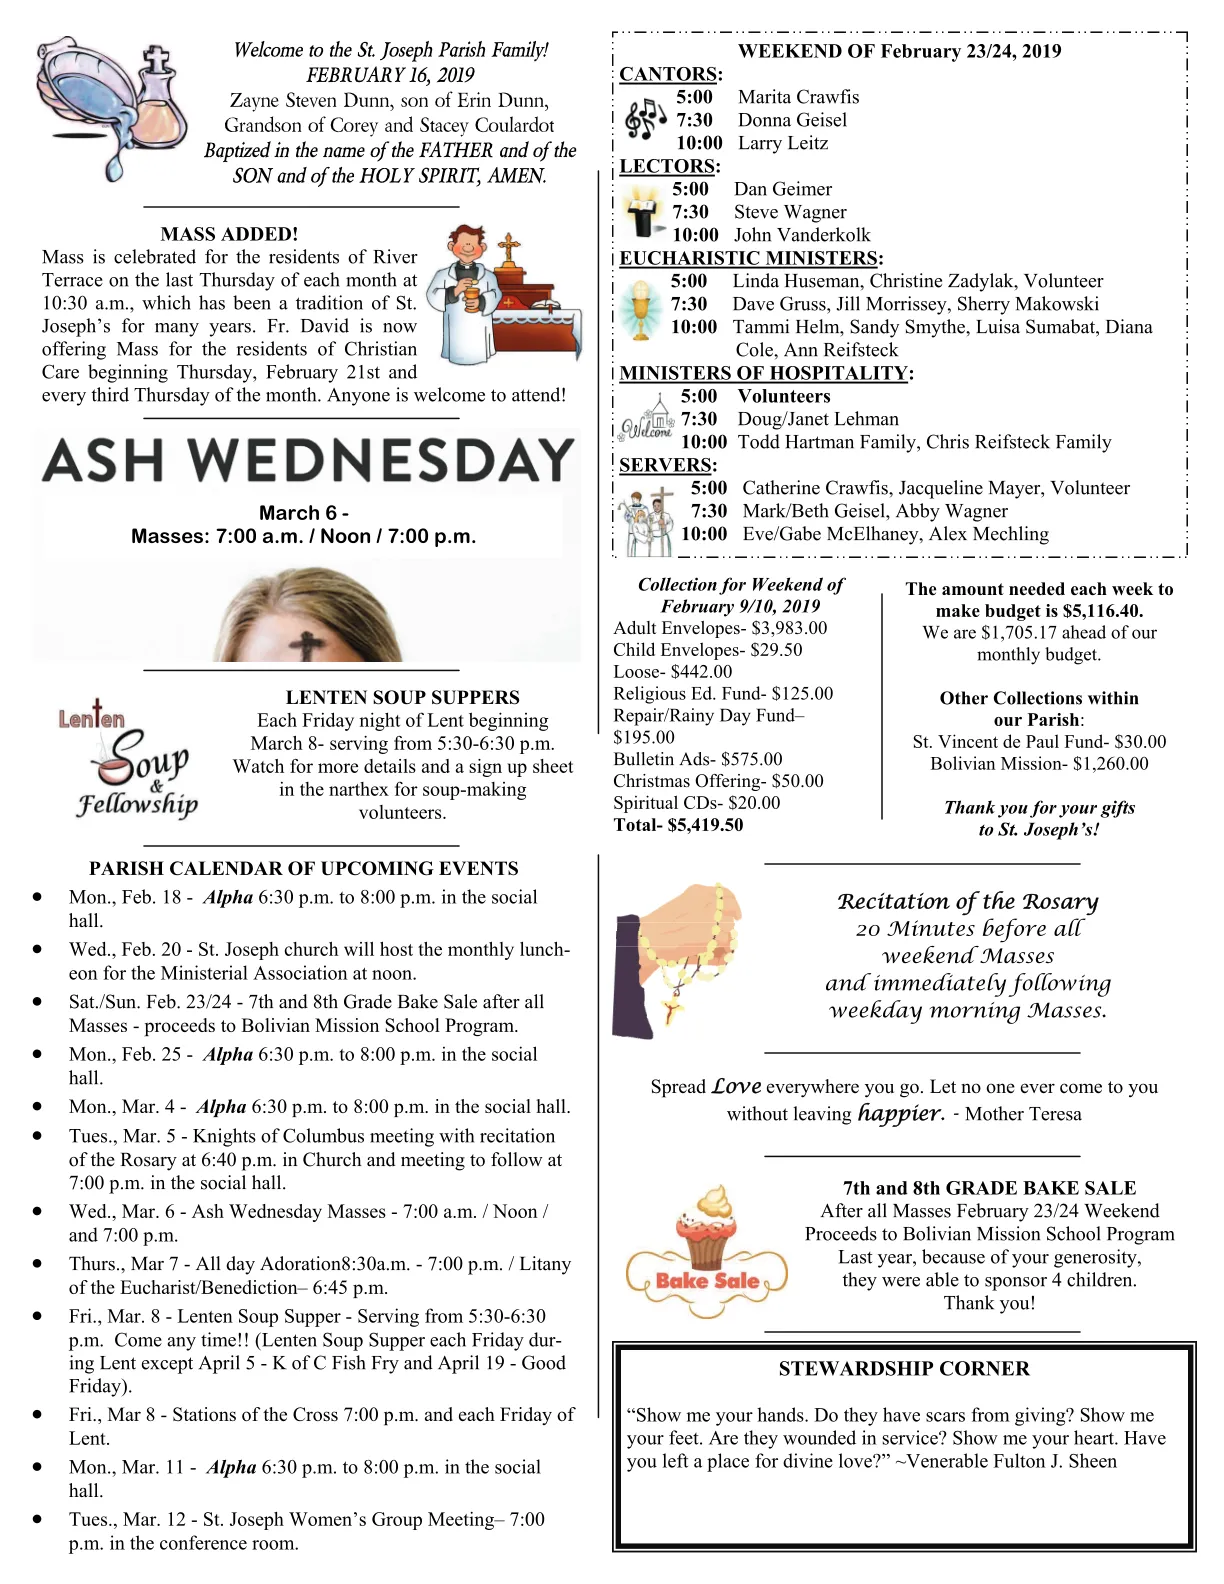 Welcome to the St. Joseph Parish Family!
FEBRUARY 16, 2019
Zayne Steven Dunn, son of Erin Dunn,
Grandson of Corey and Stacey Coulardot
Baptized in the name of the FATHER and of the
SON and of the HOLY SPIRIT, AMEN.
MASS ADDED!
Mass is celebrated for the residents of River
Terrace on the last Thursday of each month at
10:30 a.m., which has been a tradition of St.
Joseph's for many years. Fr. David is now
offering Mass for the residents of Christian
Care beginning Thursday, February 21st and
every third Thursday of the month. Anyone is welcome to attend!
ASH WEDNESDAY
March 6 -
Masses: 7:00 a.m. / Noon / 7:00 p.m.
Lenten
Soup
&
Fellowship
LENTEN SOUP SUPPERS
Each Friday night of Lent beginning
March 8- serving from 5:30-6:30 p.m.
Watch for more details and a sign up sheet
in the narthex for soup-making
volunteers.
PARISH CALENDAR OF UPCOMING EVENTS
• Mon., Feb. 18 - Alpha 6:30 p.m. to 8:00 p.m. in the social
hall.
• Wed., Feb. 20 - St. Joseph church will host the monthly lunch-
eon for the Ministerial Association at noon.
• Sat./Sun. Feb. 23/24 - 7th and 8th Grade Bake Sale after all
Masses - proceeds to Bolivian Mission School Program.
• Mon., Feb. 25 - Alpha 6:30 p.m. to 8:00 p.m. in the social
hall.
• Mon., Mar. 4 - Alpha 6:30 p.m. to 8:00 p.m. in the social hall.
• Tues., Mar. 5 - Knights of Columbus meeting with recitation
of the Rosary at 6:40 p.m. in Church and meeting to follow at
7:00 p.m. in the social hall.
• Wed., Mar. 6 - Ash Wednesday Masses - 7:00 a.m. / Noon /
and 7:00 p.m.
• Thurs., Mar 7 - All day Adoration8:30a.m. - 7:00 p.m. / Litany
of the Eucharist/Benediction– 6:45 p.m.
• Fri., Mar. 8 - Lenten Soup Supper - Serving from 5:30-6:30
p.m. Come any time!! (Lenten Soup Supper each Friday dur-
ing Lent except April 5 - K of C Fish Fry and April 19 - Good
Friday).
• Fri., Mar 8 - Stations of the Cross 7:00 p.m. and each Friday of
Lent.
• Mon., Mar. 11 - Alpha 6:30 p.m. to 8:00 p.m. in the social
hall.
• Tues., Mar. 12 - St. Joseph Women's Group Meeting– 7:00
p.m. in the conference room.
WEEKEND OF February 23/24, 2019
CANTORS:
5:00 Marita Crawfis
7:30 Donna Geisel
10:00 Larry Leitz
LECTORS:
5:00 Dan Geimer
7:30 Steve Wagner
10:00 John Vanderkolk
EUCHARISTIC MINISTERS:
5:00 Linda Huseman, Christine Zadylak, Volunteer
7:30 Dave Gruss, Jill Morrissey, Sherry Makowski
10:00 Tammi Helm, Sandy Smythe, Luisa Sumabat, Diana
Cole, Ann Reifsteck
MINISTERS OF HOSPITALITY:
5:00 Volunteers
Welcome
7:30 Doug/Janet Lehman
10:00 Todd Hartman Family, Chris Reifsteck Family
SERVERS:
5:00 Catherine Crawfis, Jacqueline Mayer, Volunteer
7:30 Mark/Beth Geisel, Abby Wagner
10:00 Eve/Gabe McElhaney, Alex Mechling
Collection for Weekend of
February 9/10, 2019
Adult Envelopes- $3,983.00
Child Envelopes- $29.50
Loose- $442.00
Religious Ed. Fund- $125.00
Repair/Rainy Day Fund–
$195.00
Bulletin Ads- $575.00
Christmas Offering- $50.00
Spiritual CDs- $20.00
Total- $5,419.50
The amount needed each week to
make budget is $5,116.40.
We are $1,705.17 ahead of our
monthly budget.
Other Collections within
our Parish:
St. Vincent de Paul Fund- $30.00
Bolivian Mission- $1,260.00
Thank you for your gifts
to St. Joseph's!
Recitation of the Rosary
20 Minutes before all
weekend Masses
and immediately following
weekday morning Masses.
Spread Love everywhere you go. Let no one ever come to you
without leaving happier. - Mother Teresa
Bake Sale
7th and 8th GRADE BAKE SALE
After all Masses February 23/24 Weekend
Proceeds to Bolivian Mission School Program
Last year, because of your generosity,
they were able to sponsor 4 children.
Thank you!
STEWARDSHIP CORNER
“Show me your hands. Do they have scars from giving? Show me
your feet. Are they wounded in service? Show me your heart. Have
you left a place for divine love?” ~Venerable Fulton J. Sheen